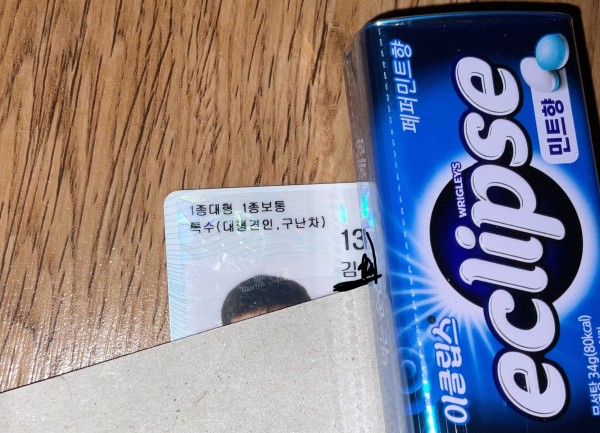 1종대형 1종보통
특수(대형견인,구난차)
13
김
페퍼민트향
WRIGLEY'S
eclipse
민트향
이클립스
34g(80kcal)